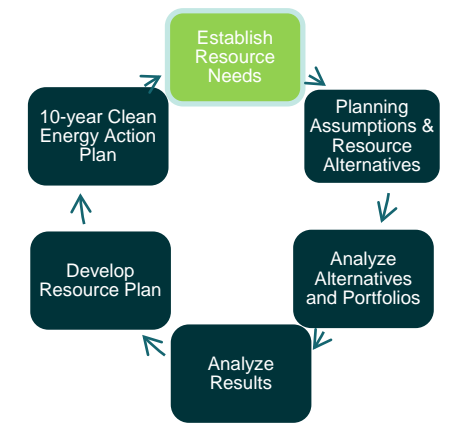 Establish
Resource
Needs
Planning
Assumptions &
Resource
Alternatives
Analyze
Alternatives
and Portfolios
Analyze
Results
Develop
Resource Plan
10-year Clean
Energy Action
Plan